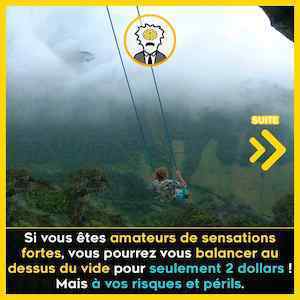 SUITE
Si vous êtes amateurs de sensations
fortes, vous pourrez vous balancer au
dessus du vide pour seulement 2 dollars !
Mais à vos risques et périls.